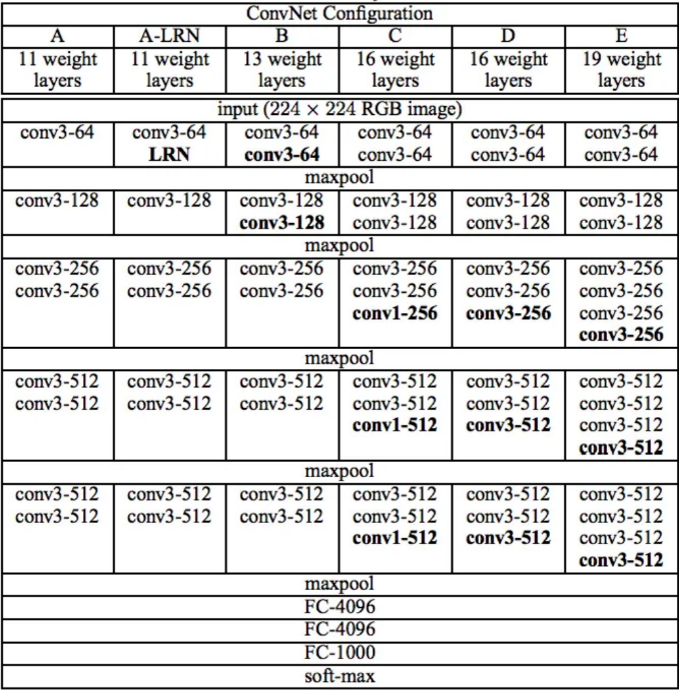 ConvNet Configuration
A A-LRN B C D E
11 weight 11 weight 13 weight 16 weight 16 weight 19 weight
layers layers layers layers layers layers
input (224 × 224 RGB image)
conv3-64 conv3-64 conv3-64 conv3-64 conv3-64 conv3-64
LRN conv3-64 conv3-64 conv3-64 conv3-64
maxpool
conv3-128 conv3-128 conv3-128 conv3-128 conv3-128 conv3-128
conv3-128 conv3-128 conv3-128 conv3-128
maxpool
conv3-256 conv3-256 conv3-256 conv3-256 conv3-256 conv3-256
conv3-256 conv3-256 conv3-256 conv3-256 conv3-256 conv3-256
conv1-256 conv3-256 conv3-256
conv3-256
maxpool
conv3-512 conv3-512 conv3-512 conv3-512 conv3-512 conv3-512
conv3-512 conv3-512 conv3-512 conv3-512 conv3-512 conv3-512
conv1-512 conv3-512 conv3-512
conv3-512
maxpool
conv3-512 conv3-512 conv3-512 conv3-512 conv3-512 conv3-512
conv3-512 conv3-512 conv3-512 conv3-512 conv3-512 conv3-512
conv1-512 conv3-512 conv3-512
conv3-512
maxpool
FC-4096
FC-4096
FC-1000
soft-max